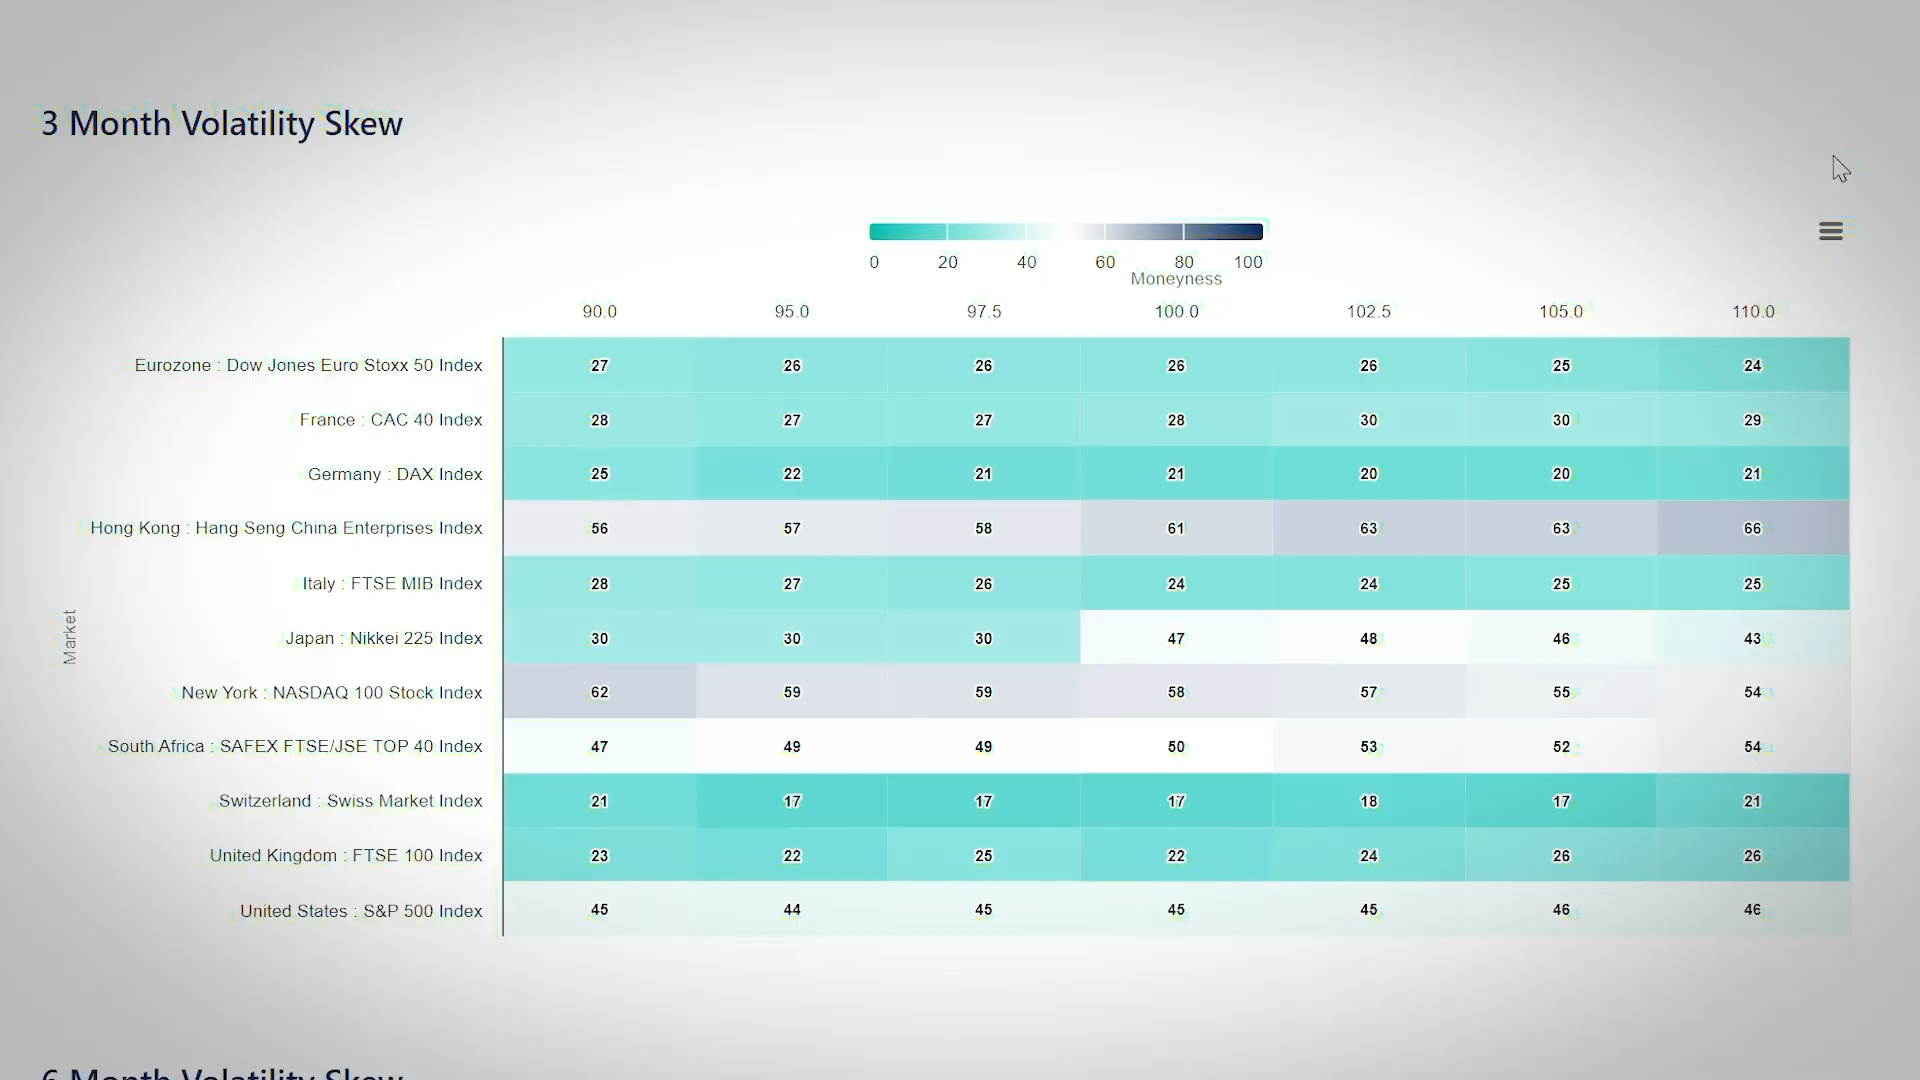 3 Month Volatility Skew
0 20 40 60 80 100
Moneyness
90.0 95.0 97.5 100.0 102.5 105.0 110.0
Market
Eurozone : Dow Jones Euro Stoxx 50 Index 27 26 26 26 26 25 24
France : CAC 40 Index 28 27 27 28 30 30 29
Germany : DAX Index 25 22 21 21 20 20 21
Hong Kong : Hang Seng China Enterprises Index 56 57 58 61 63 63 66
Italy : FTSE MIB Index 28 27 26 24 24 25 25
Japan : Nikkei 225 Index 30 30 30 47 48 46 43
New York : NASDAQ 100 Stock Index 62 59 59 58 57 55 54
South Africa : SAFEX FTSE/JSE TOP 40 Index 47 49 49 50 53 52 54
Switzerland : Swiss Market Index 21 17 17 17 18 17 21
United Kingdom : FTSE 100 Index 23 22 25 22 24 26 26
United States : S&P 500 Index 45 44 45 45 45 46 46
6 Month Volatility Skew